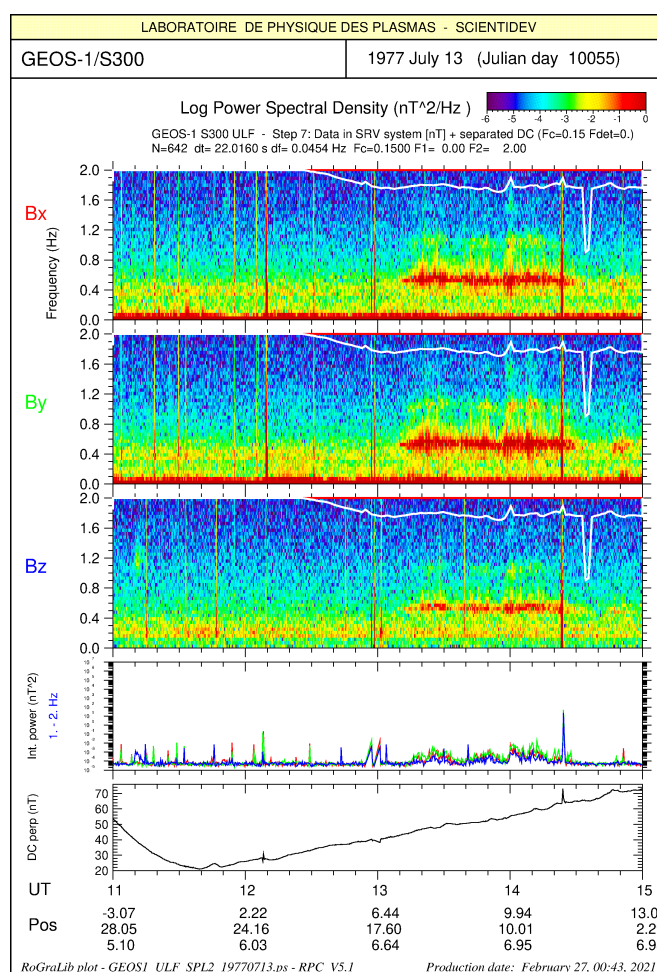 LABORATOIRE DE PHYSIQUE DES PLASMAS - SCIENTIDEV
GEOS-1/S300
1977 July 13 (Julian day 10055)
Log Power Spectral Density (nT^2/Hz )
-6 -5 -4 -3 -2 -1 0
GEOS-1 S300 ULF - Step 7: Data in SRV system [nT] + separated DC (Fc=0.15 Fdet=0.)
N=642 dt= 22.0160 s df= 0.0454 Hz Fc=0.1500 F1= 0.00 F2= 2.00
Bx
Frequency (Hz)
2.0
1.6
1.2
0.8
0.4
0.0
By
2.0
1.6
1.2
0.8
0.4
0.0
Bz
2.0
1.6
1.2
0.8
0.4
0.0
Int. power (nT^2)
1. - 2. Hz
DC perp (nT)
70
60
50
40
30
20
UT
11 12 13 14 15
Pos
-3.07 2.22 6.44 9.94 13.0
28.05 24.16 17.60 10.01 2.2
5.10 6.03 6.64 6.95 6.9
RoGraLib plot - GEOS1_ULF_SPL2_19770713.ps - RPC_V5.1
Production date: February 27, 00:43, 2021